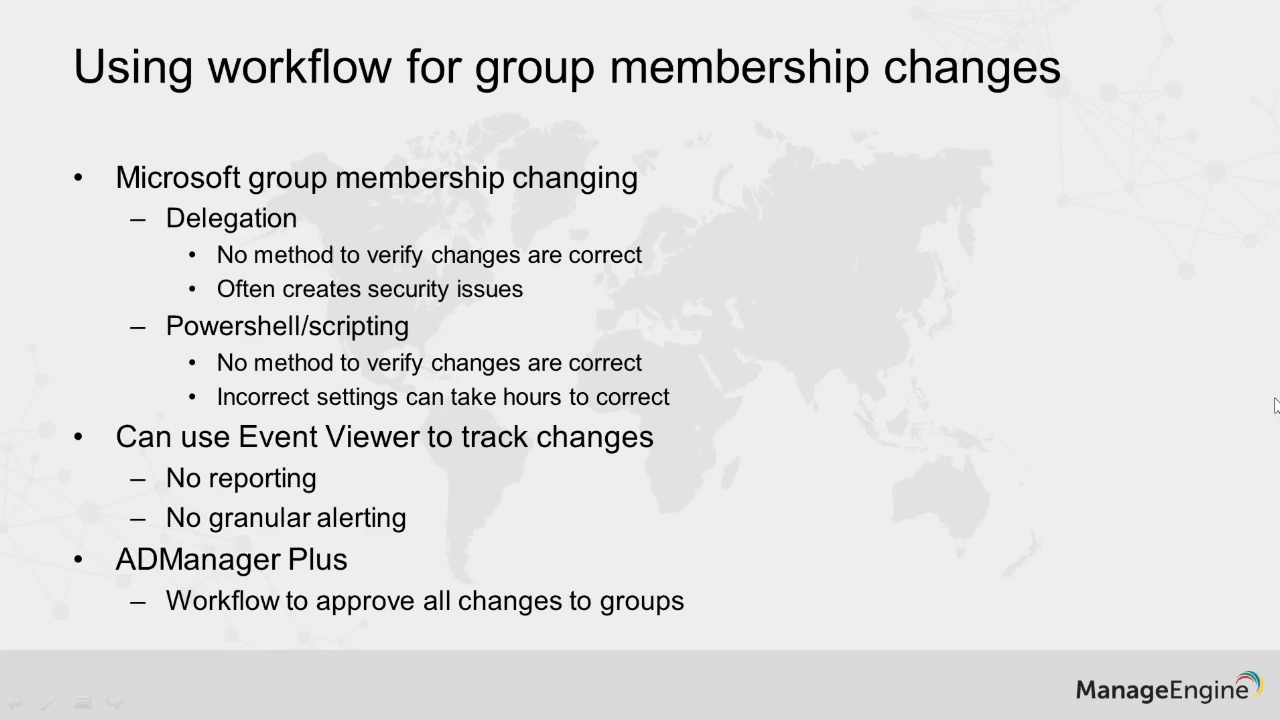 Using workflow for group membership changes
• Microsoft group membership changing
– Delegation
• No method to verify changes are correct
• Often creates security issues
– Powershell/scripting
• No method to verify changes are correct
• Incorrect settings can take hours to correct
• Can use Event Viewer to track changes
– No reporting
– No granular alerting
• ADManager Plus
– Workflow to approve all changes to groups
ManageEngine